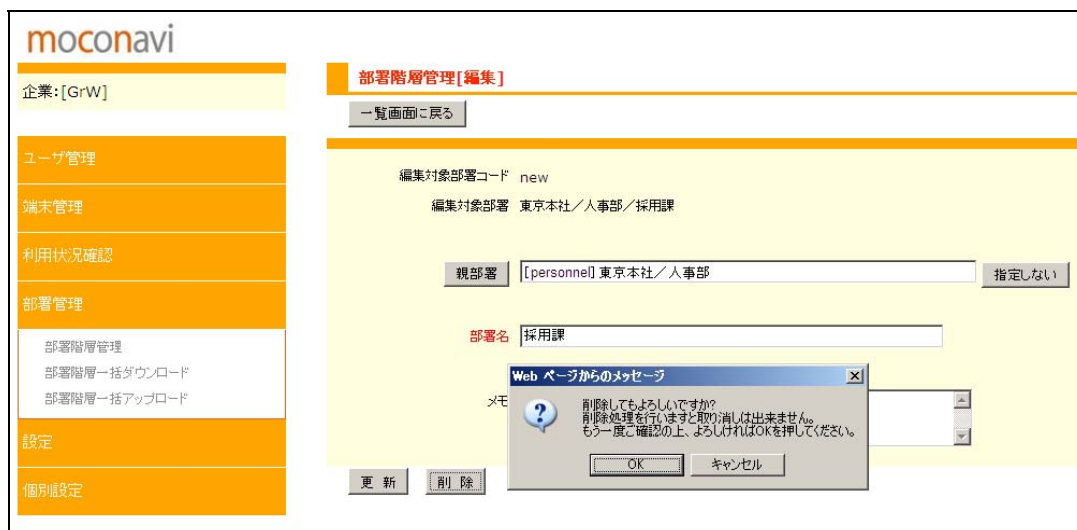 moconavi
企業:[GrW]
ユーザ管理
端末管理
利用状況確認
部署管理
部署階層管理
部署階層一括ダウンロード
部署階層一括アップロード
設定
個別設定
部署階層管理[編集]
一覧画面に戻る
編集対象部署コード new
編集対象部署 東京本社／人事部／採用課
親部署 [personnel] 東京本社／人事部 指定しない
部署名 採用課
メモ
Web ページからのメッセージ
削除してもよろしいですか?
削除処理を行いますと取り消しは出来ません。
もう一度ご確認の上、よろしければOKを押してください。
OK キャンセル
更 新 削 除